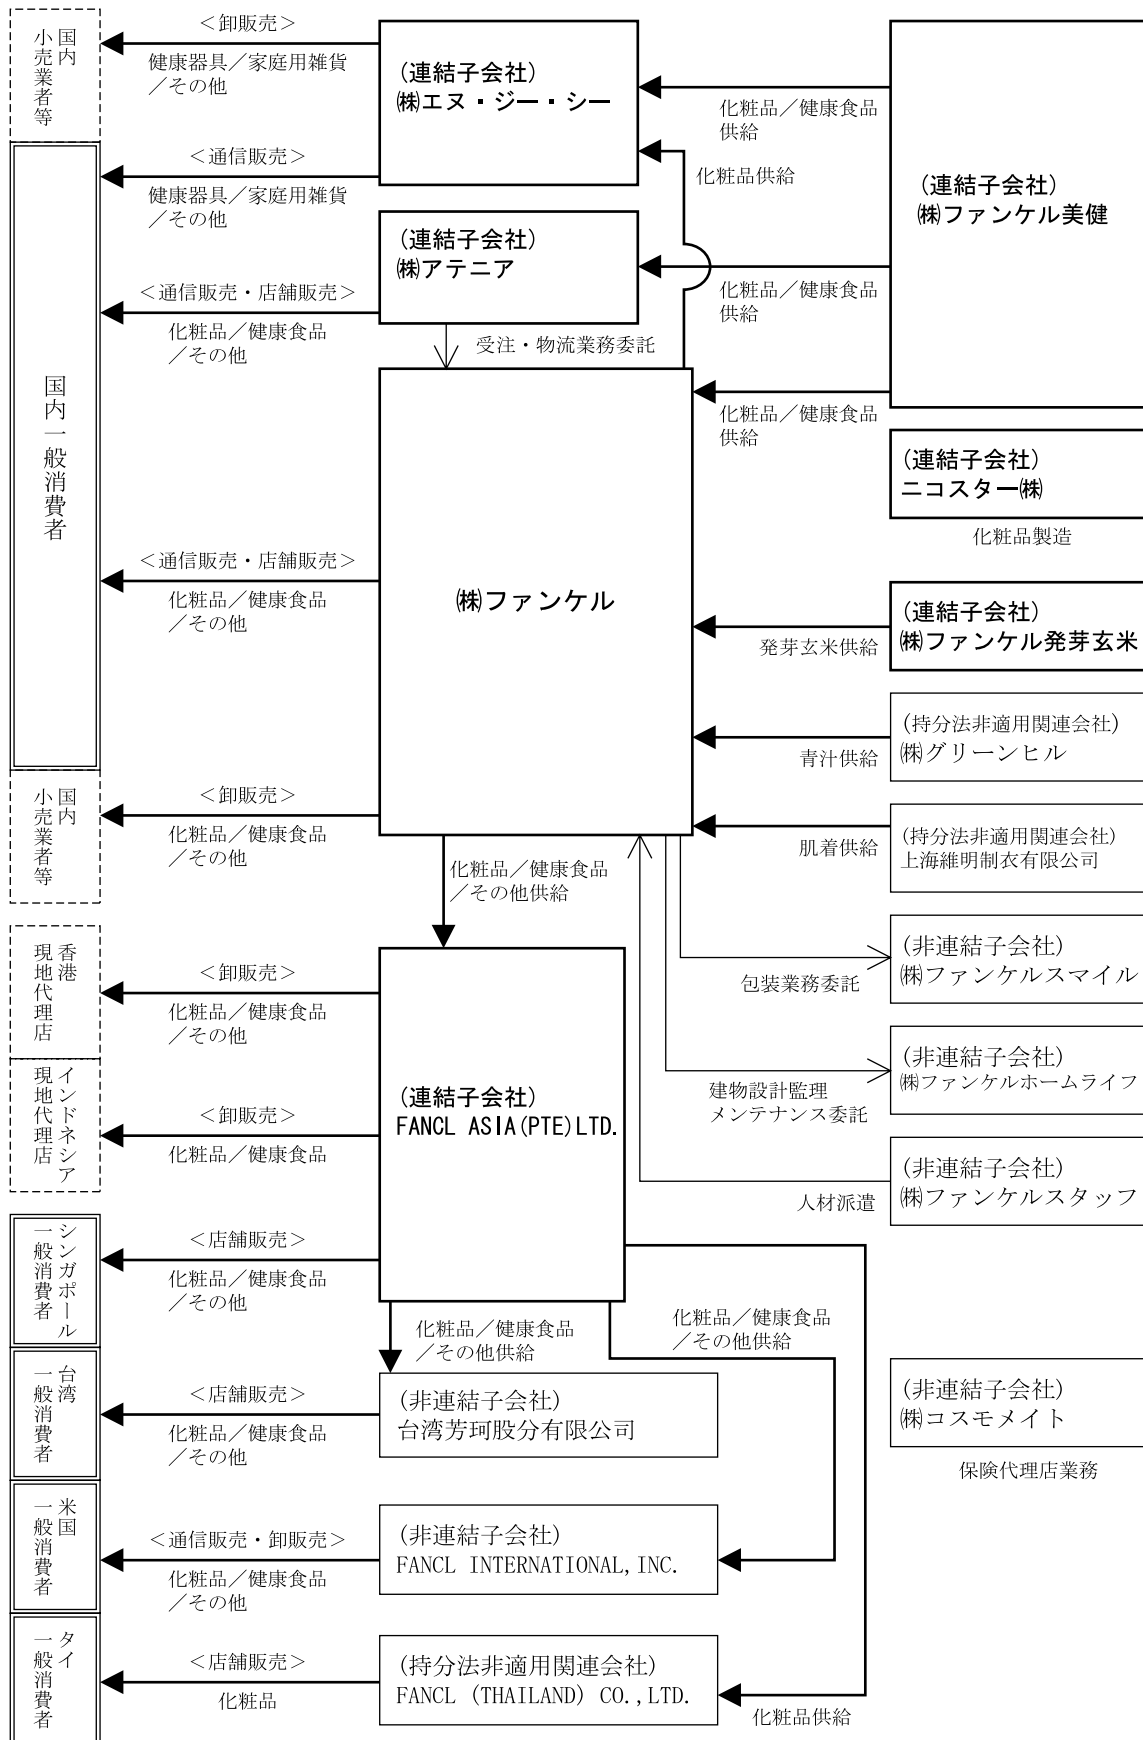 国内
小売業者等
＜卸販売＞
健康器具／家庭用雑貨
／その他
(連結子会社)
㈱エヌ・ジー・シー
化粧品／健康食品
供給
(連結子会社)
㈱ファンケル美健
＜通信販売＞
健康器具／家庭用雑貨
／その他
化粧品供給
(連結子会社)
㈱アテニア
＜通信販売・店舗販売＞
化粧品／健康食品
／その他
化粧品／健康食品
供給
受注・物流業務委託
国内一般消費者
化粧品／健康食品
供給
(連結子会社)
ニコスター㈱
化粧品製造
＜通信販売・店舗販売＞
化粧品／健康食品
／その他
㈱ファンケル
発芽玄米供給
(連結子会社)
㈱ファンケル発芽玄米
青汁供給
(持分法非適用関連会社)
㈱グリーンヒル
国内
小売業者等
＜卸販売＞
化粧品／健康食品
／その他
肌着供給
(持分法非適用関連会社)
上海維明制衣有限公司
化粧品／健康食品
／その他供給
香港
現地代理店
＜卸販売＞
化粧品／健康食品
／その他
包装業務委託
(非連結子会社)
㈱ファンケルスマイル
インドネシア
現地代理店
＜卸販売＞
化粧品／健康食品
(連結子会社)
FANCL ASIA(PTE)LTD.
建物設計監理
メンテナンス委託
(非連結子会社)
㈱ファンケルホームライフ
人材派遣
(非連結子会社)
㈱ファンケルスタッフ
シンガポール
一般消費者
＜店舗販売＞
化粧品／健康食品
／その他
化粧品／健康食品
／その他供給
化粧品／健康食品
／その他供給
台湾
一般消費者
＜店舗販売＞
化粧品／健康食品
／その他
(非連結子会社)
台湾芳珂股分有限公司
(非連結子会社)
㈱コスモメイト
保険代理店業務
米国
一般消費者
＜通信販売・卸販売＞
化粧品／健康食品
／その他
(非連結子会社)
FANCL INTERNATIONAL,INC.
タイ
一般消費者
＜店舗販売＞
化粧品
(持分法非適用関連会社)
FANCL (THAILAND) CO.,LTD.
化粧品供給